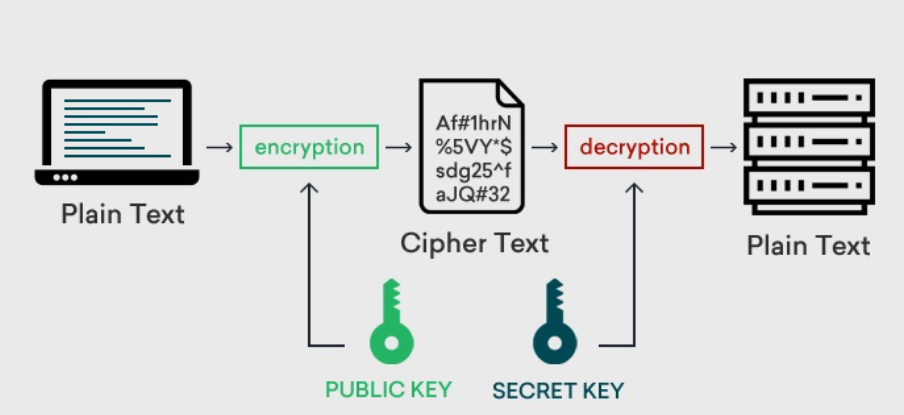 Plain Text
encryption
Af#1hrN
%5VY*$
sdg25^f
aJQ#32
Cipher Text
decryption
Plain Text
PUBLIC KEY
SECRET KEY